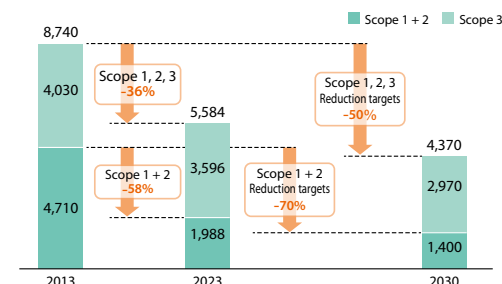 Scope 1 + 2 Scope 3
8,740
4,030
4,710
2013
Scope 1, 2, 3
-36%
Scope 1 + 2
-58%
5,584
3,596
1,988
2023
Scope 1 + 2
Reduction targets
-70%
Scope 1, 2, 3
Reduction targets
-50%
4,370
2,970
1,400
2030